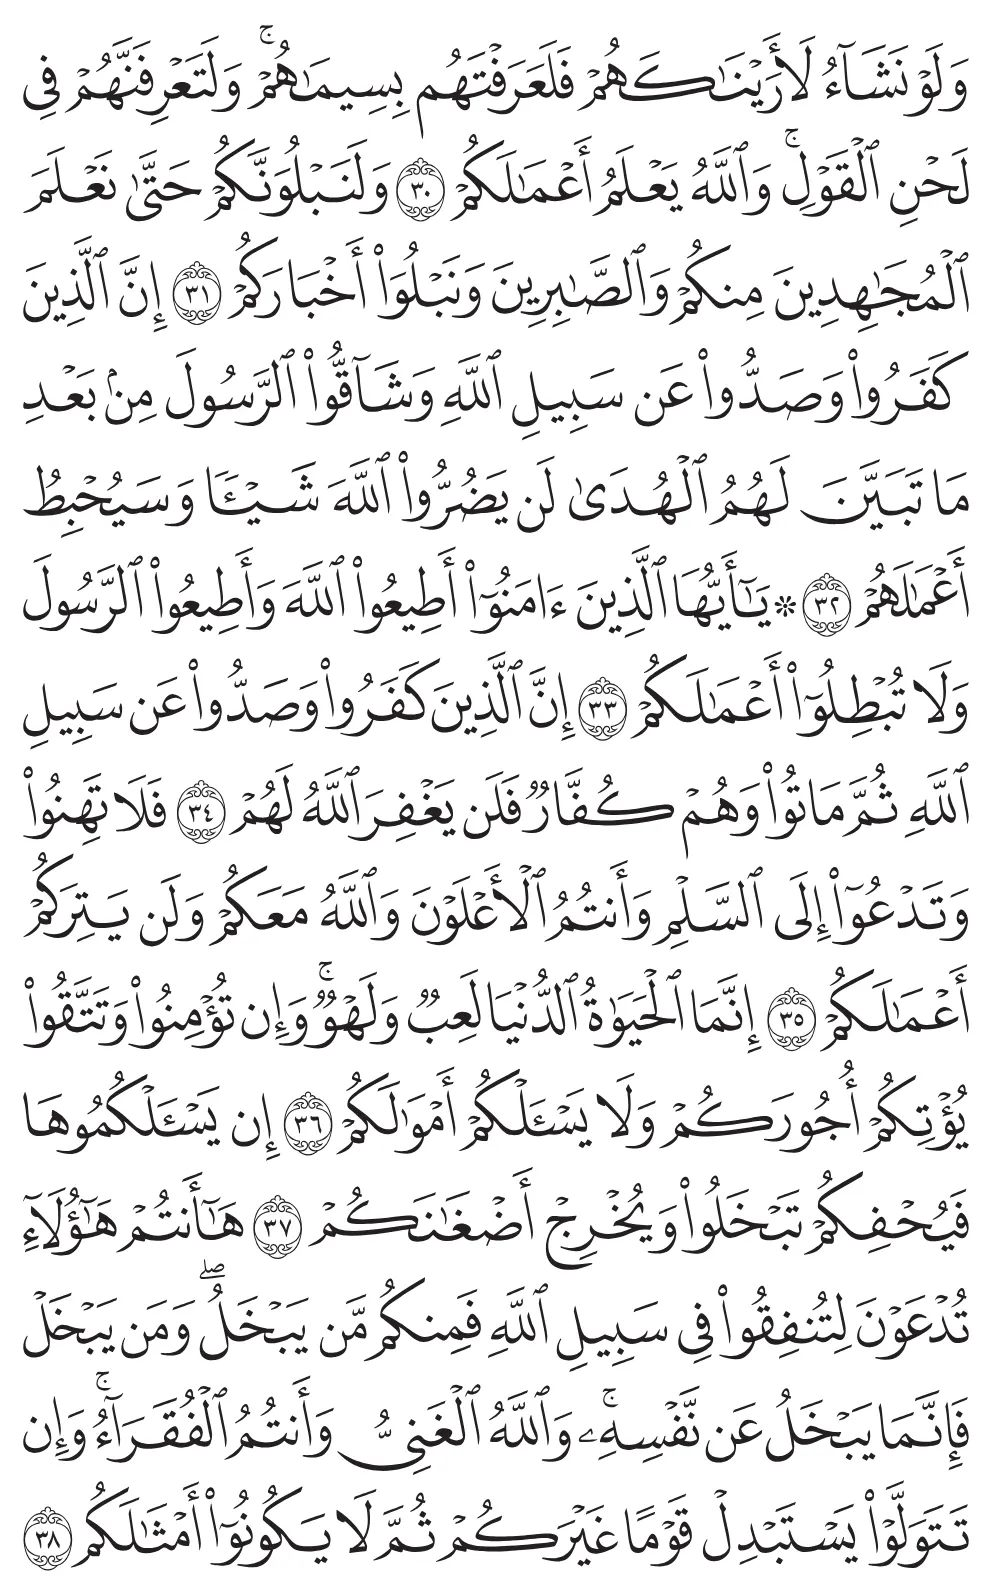 وَلَوْ نَشَآءُ لَأَرَيْنَٰكَهُمْ فَلَعَرَفْتَهُم بِسِيمَٰهُمْ ۚ وَلَتَعْرِفَنَّهُمْ فِى
لَحْنِ ٱلْقَوْلِ ۚ وَٱللَّهُ يَعْلَمُ أَعْمَٰلَكُمْ ٣٠ وَلَنَبْلُوَنَّكُمْ حَتَّىٰ نَعْلَمَ
ٱلْمُجَٰهِدِينَ مِنكُمْ وَٱلصَّٰبِرِينَ وَنَبْلُوَا۟ أَخْبَارَكُمْ ٣١ إِنَّ ٱلَّذِينَ
كَفَرُوا۟ وَصَدُّوا۟ عَن سَبِيلِ ٱللَّهِ وَشَآقُّوا۟ ٱلرَّسُولَ مِنۢ بَعْدِ
مَا تَبَيَّنَ لَهُمُ ٱلْهُدَىٰ لَن يَضُرُّوا۟ ٱللَّهَ شَيْـًٔا وَسَيُحْبِطُ
أَعْمَٰلَهُمْ ٣٢ ۞ يَٰٓأَيُّهَا ٱلَّذِينَ ءَامَنُوٓا۟ أَطِيعُوا۟ ٱللَّهَ وَأَطِيعُوا۟ ٱلرَّسُولَ
وَلَا تُبْطِلُوٓا۟ أَعْمَٰلَكُمْ ٣٣ إِنَّ ٱلَّذِينَ كَفَرُوا۟ وَصَدُّوا۟ عَن سَبِيلِ
ٱللَّهِ ثُمَّ مَاتُوا۟ وَهُمْ كُفَّارٌ فَلَن يَغْفِرَ ٱللَّهُ لَهُمْ ٣٤ فَلَا تَهِنُوا۟
وَتَدْعُوٓا۟ إِلَى ٱلسَّلْمِ وَأَنتُمُ ٱلْأَعْلَوْنَ وَٱللَّهُ مَعَكُمْ وَلَن يَتِرَكُمْ
أَعْمَٰلَكُمْ ٣٥ إِنَّمَا ٱلْحَيَوٰةُ ٱلدُّنْيَا لَعِبٌ وَلَهْوٌ ۚ وَإِن تُؤْمِنُوا۟ وَتَتَّقُوا۟
يُؤْتِكُمْ أُجُورَكُمْ وَلَا يَسْـَٔلْكُمْ أَمْوَٰلَكُمْ ٣٦ إِن يَسْـَٔلْكُمُوهَا
فَيُحْفِكُمْ تَبْخَلُوا۟ وَيُخْرِجْ أَضْغَٰنَكُمْ ٣٧ هَٰٓأَنتُمْ هَٰٓؤُلَآءِ
تُدْعَوْنَ لِتُنفِقُوا۟ فِى سَبِيلِ ٱللَّهِ فَمِنكُم مَّن يَبْخَلُ ۖ وَمَن يَبْخَلْ
فَإِنَّمَا يَبْخَلُ عَن نَّفْسِهِۦ ۚ وَٱللَّهُ ٱلْغَنِىُّ وَأَنتُمُ ٱلْفُقَرَآءُ ۚ وَإِن
تَتَوَلَّوْا۟ يَسْتَبْدِلْ قَوْمًا غَيْرَكُمْ ثُمَّ لَا يَكُونُوٓا۟ أَمْثَٰلَكُم ٣٨